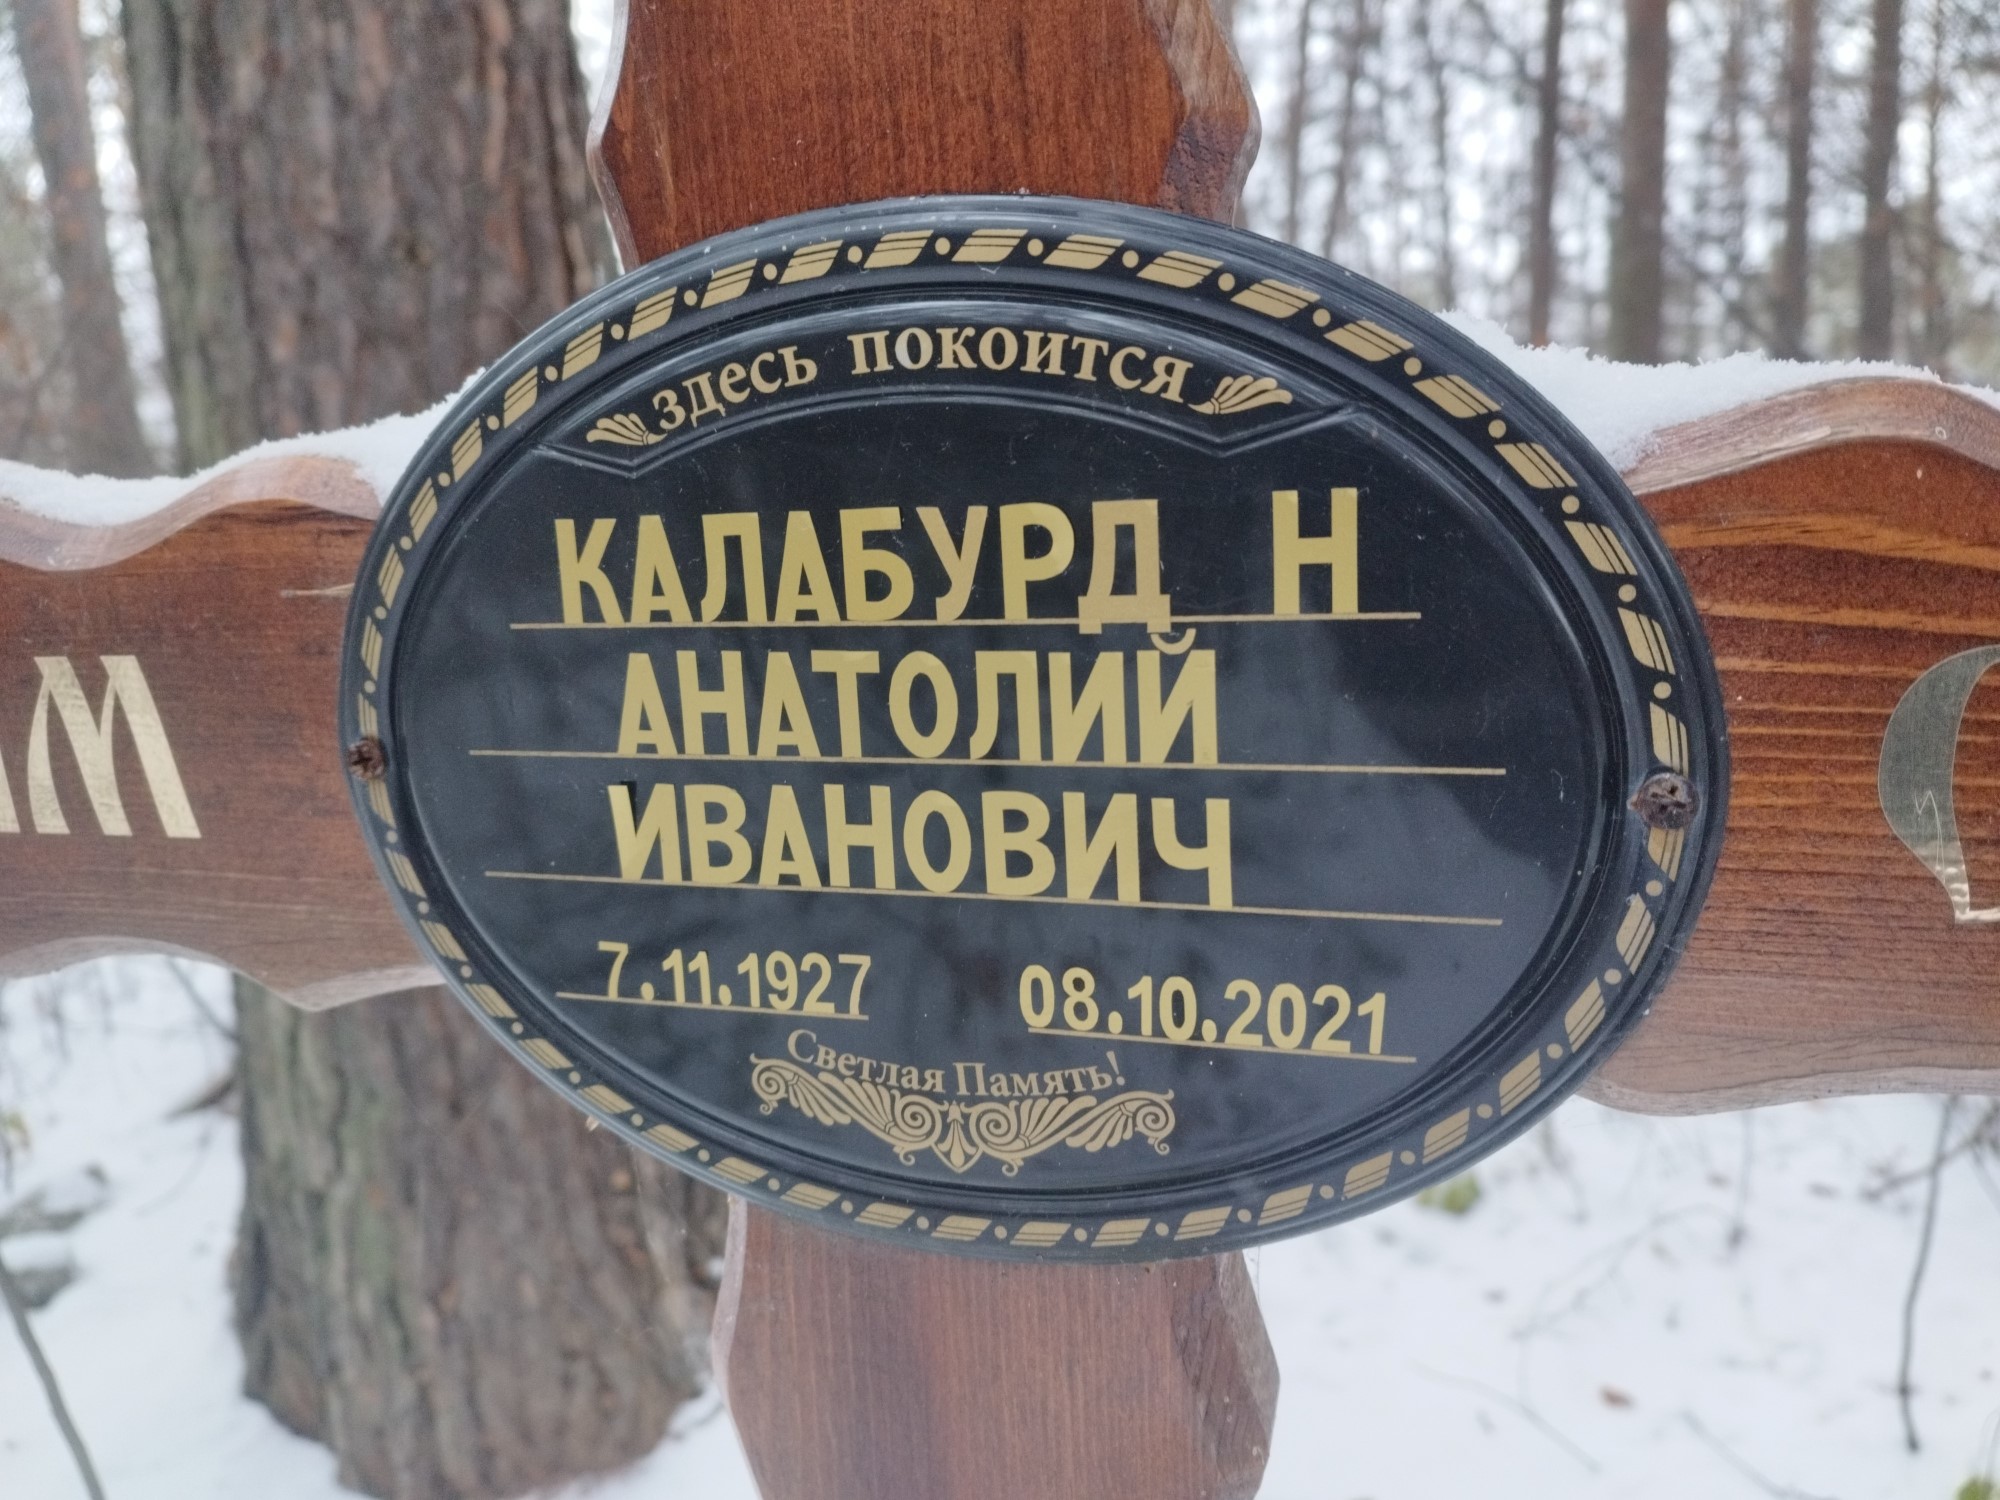 здесь покоится
КАЛАБУРД Н
АНАТОЛИЙ
ИВАНОВИЧ
7.11.1927 08.10.2021
Светлая Память!